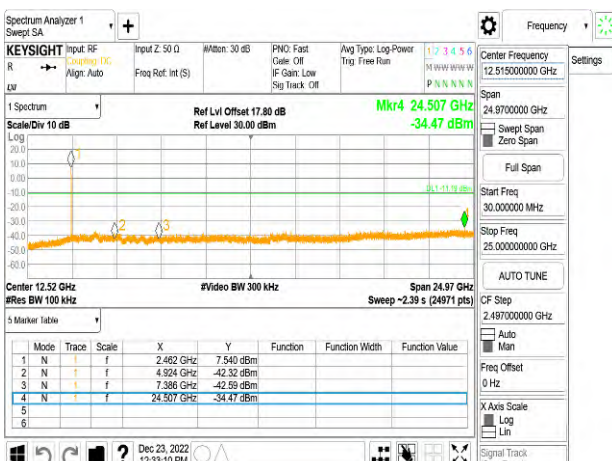 Spectrum Analyzer 1
Swept SA
Frequency
KEYSIGHT
R
Input: RF
Coupling: DC
Align: Auto
Input Z: 50 Ω
Freq Ref: Int (S)
#Atten: 30 dB
PNO: Fast
Gate: Off
IF Gain: Low
Sig Track: Off
Avg Type: Log-Power
Trig: Free Run
1 2 3 4 5 6
M W W W W W
P N N N N N
1 Spectrum
Scale/Div 10 dB
Ref Lvl Offset 17.80 dB
Ref Level 30.00 dBm
Mkr4 24.507 GHz
-34.47 dBm
Log
20.0
10.0
0.00
-10.0
-20.0
-30.0
-40.0
-50.0
-60.0
1
2
3
DL1 -11.19 dBm
Center 12.52 GHz
#Res BW 100 kHz
#Video BW 300 kHz
Span 24.97 GHz
Sweep ~2.39 s (24971 pts)
5 Marker Table
Mode Trace Scale X Y Function Function Width Function Value
1 N 1 f 2.462 GHz 7.540 dBm
2 N 1 f 4.924 GHz -42.32 dBm
3 N 1 f 7.386 GHz -42.59 dBm
4 N 1 f 24.507 GHz -34.47 dBm
5
6
Dec 23, 2022
12:33:10 PM
Center Frequency
12.515000000 GHz
Settings
Span
24.9700000 GHz
Swept Span
Zero Span
Full Span
Start Freq
30.000000 MHz
Stop Freq
25.000000000 GHz
AUTO TUNE
CF Step
2.497000000 GHz
Auto
Man
Freq Offset
0 Hz
X Axis Scale
Log
Lin
Signal Track